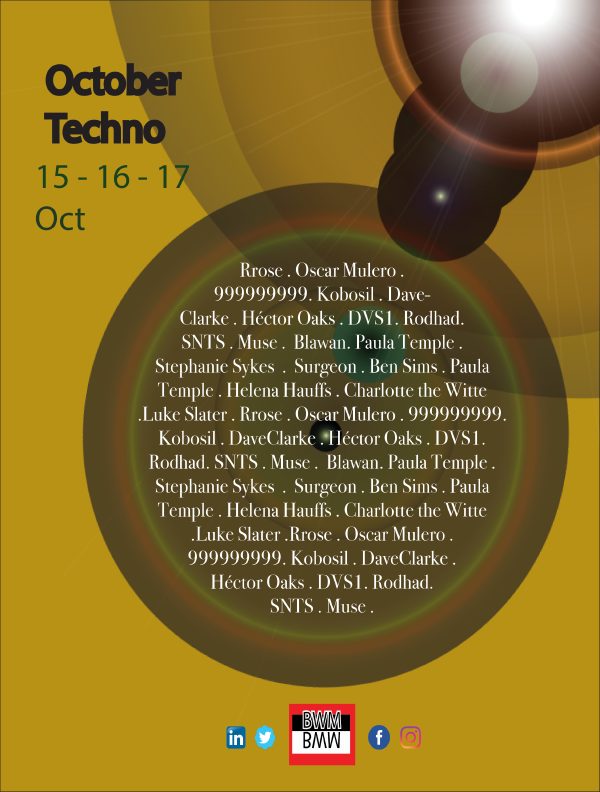 October
Techno
15 - 16 - 17
Oct
Rrose . Oscar Mulero .
999999999. Kobosil . Dave-
Clarke . Héctor Oaks . DVS1. Rodhad.
SNTS . Muse .  Blawan. Paula Temple .
Stephanie Sykes  .  Surgeon . Ben Sims . Paula
Temple . Helena Hauffs . Charlotte the Witte
.Luke Slater . Rrose . Oscar Mulero . 999999999.
Kobosil . DaveClarke . Héctor Oaks . DVS1.
Rodhad. SNTS . Muse .  Blawan. Paula Temple .
Stephanie Sykes  .  Surgeon . Ben Sims . Paula
Temple . Helena Hauffs . Charlotte the Witte
.Luke Slater .Rrose . Oscar Mulero .
999999999. Kobosil . DaveClarke .
Héctor Oaks . DVS1. Rodhad.
SNTS . Muse .
in
BWM
BMW
f